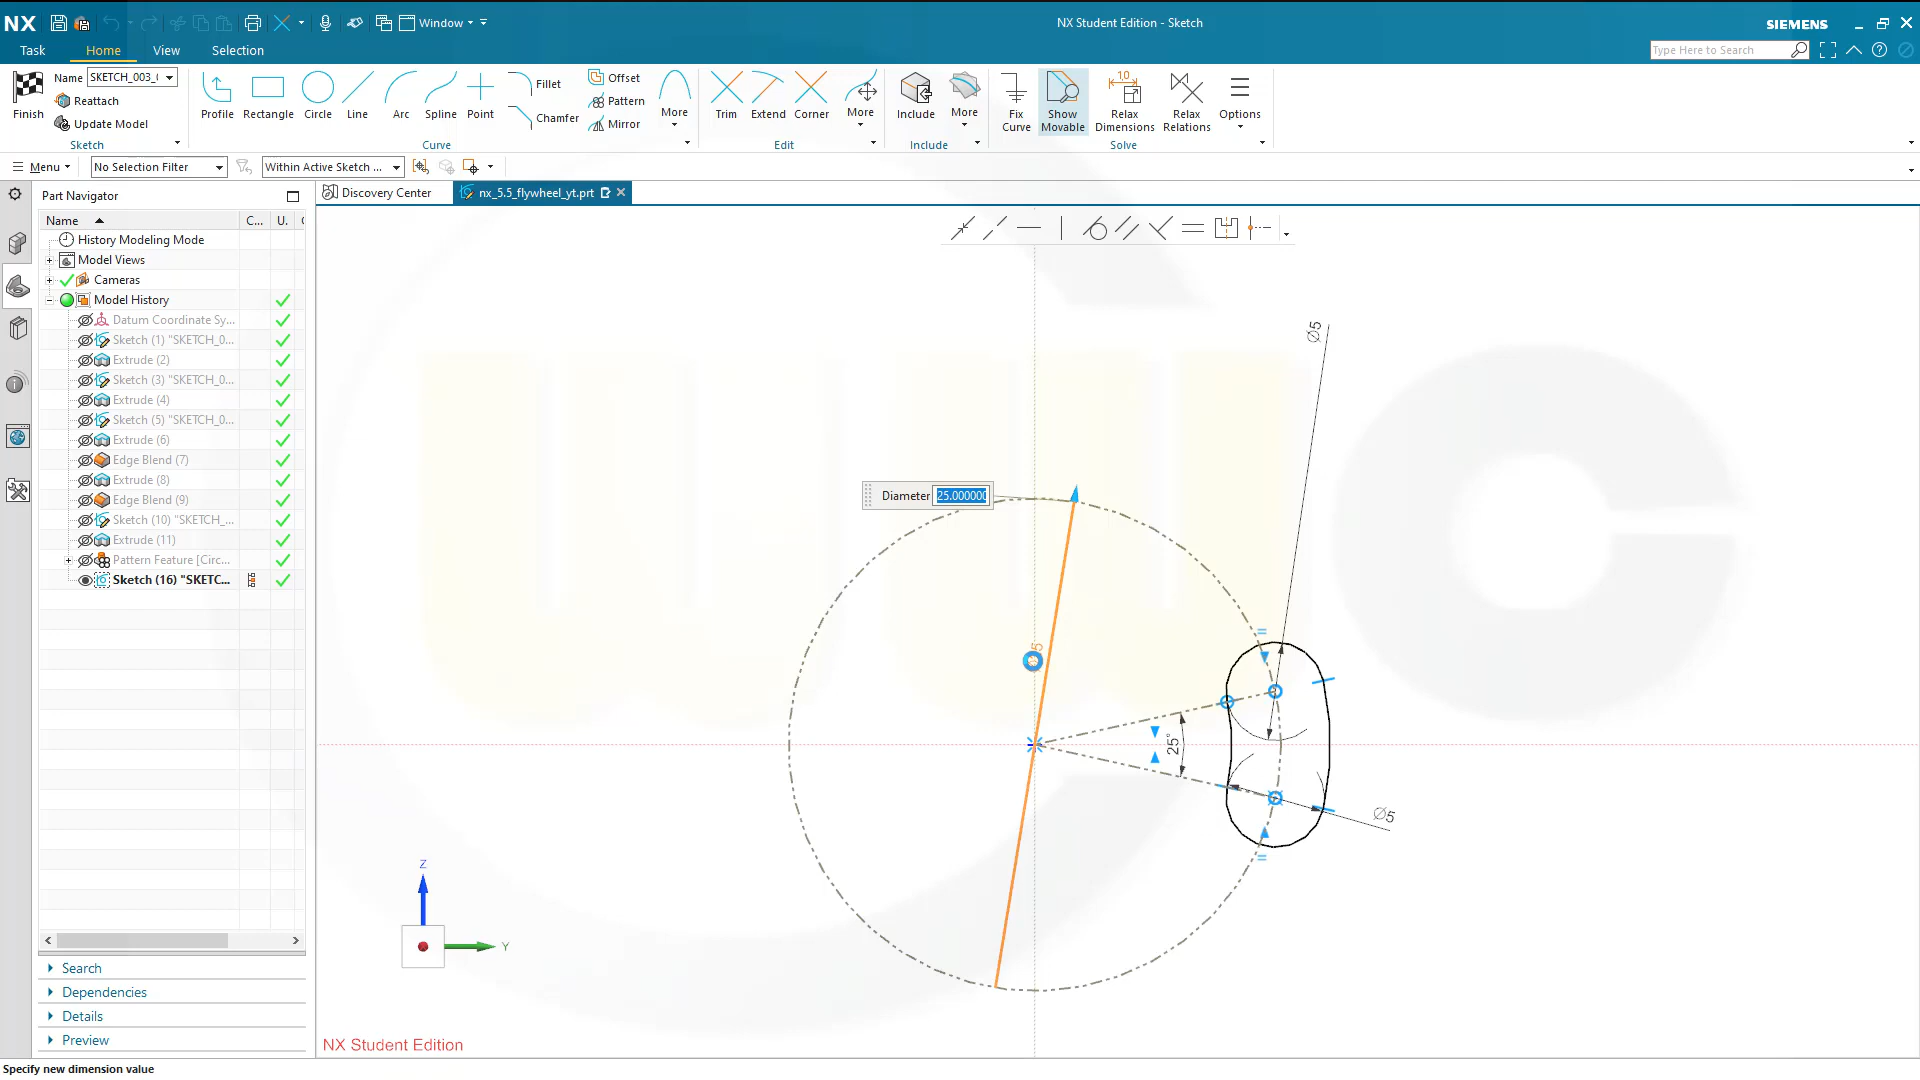 NX
Window
NX Student Edition - Sketch
SIEMENS
Task
Home
View
Selection
Type Here to Search
Finish
Name
SKETCH_003_
Reattach
Update Model
Sketch
Profile
Rectangle
Circle
Line
Arc
Spline
Point
Fillet
Chamfer
Offset
Pattern
Mirror
More
Curve
Trim
Extend
Corner
More
Edit
Include
More
Include
Fix
Curve
Show
Movable
Relax
Dimensions
Relax
Relations
Options
Solve
Menu
No Selection Filter
Within Active Sketch ...
Part Navigator
Discovery Center
nx_5.5_flywheel_yt.prt
Name
C...
U.
History Modeling Mode
Model Views
Cameras
Model History
Datum Coordinate Sy...
Sketch (1) "SKETCH_0...
Extrude (2)
Sketch (3) "SKETCH_0...
Extrude (4)
Sketch (5) "SKETCH_0...
Extrude (6)
Edge Blend (7)
Extrude (8)
Edge Blend (9)
Sketch (10) "SKETCH_...
Extrude (11)
Pattern Feature [Circ...
Sketch (16) "SKETC...
Diameter
25.000000
∅5
25°
∅5
Z
Y
Search
Dependencies
Details
Preview
NX Student Edition
Specify new dimension value